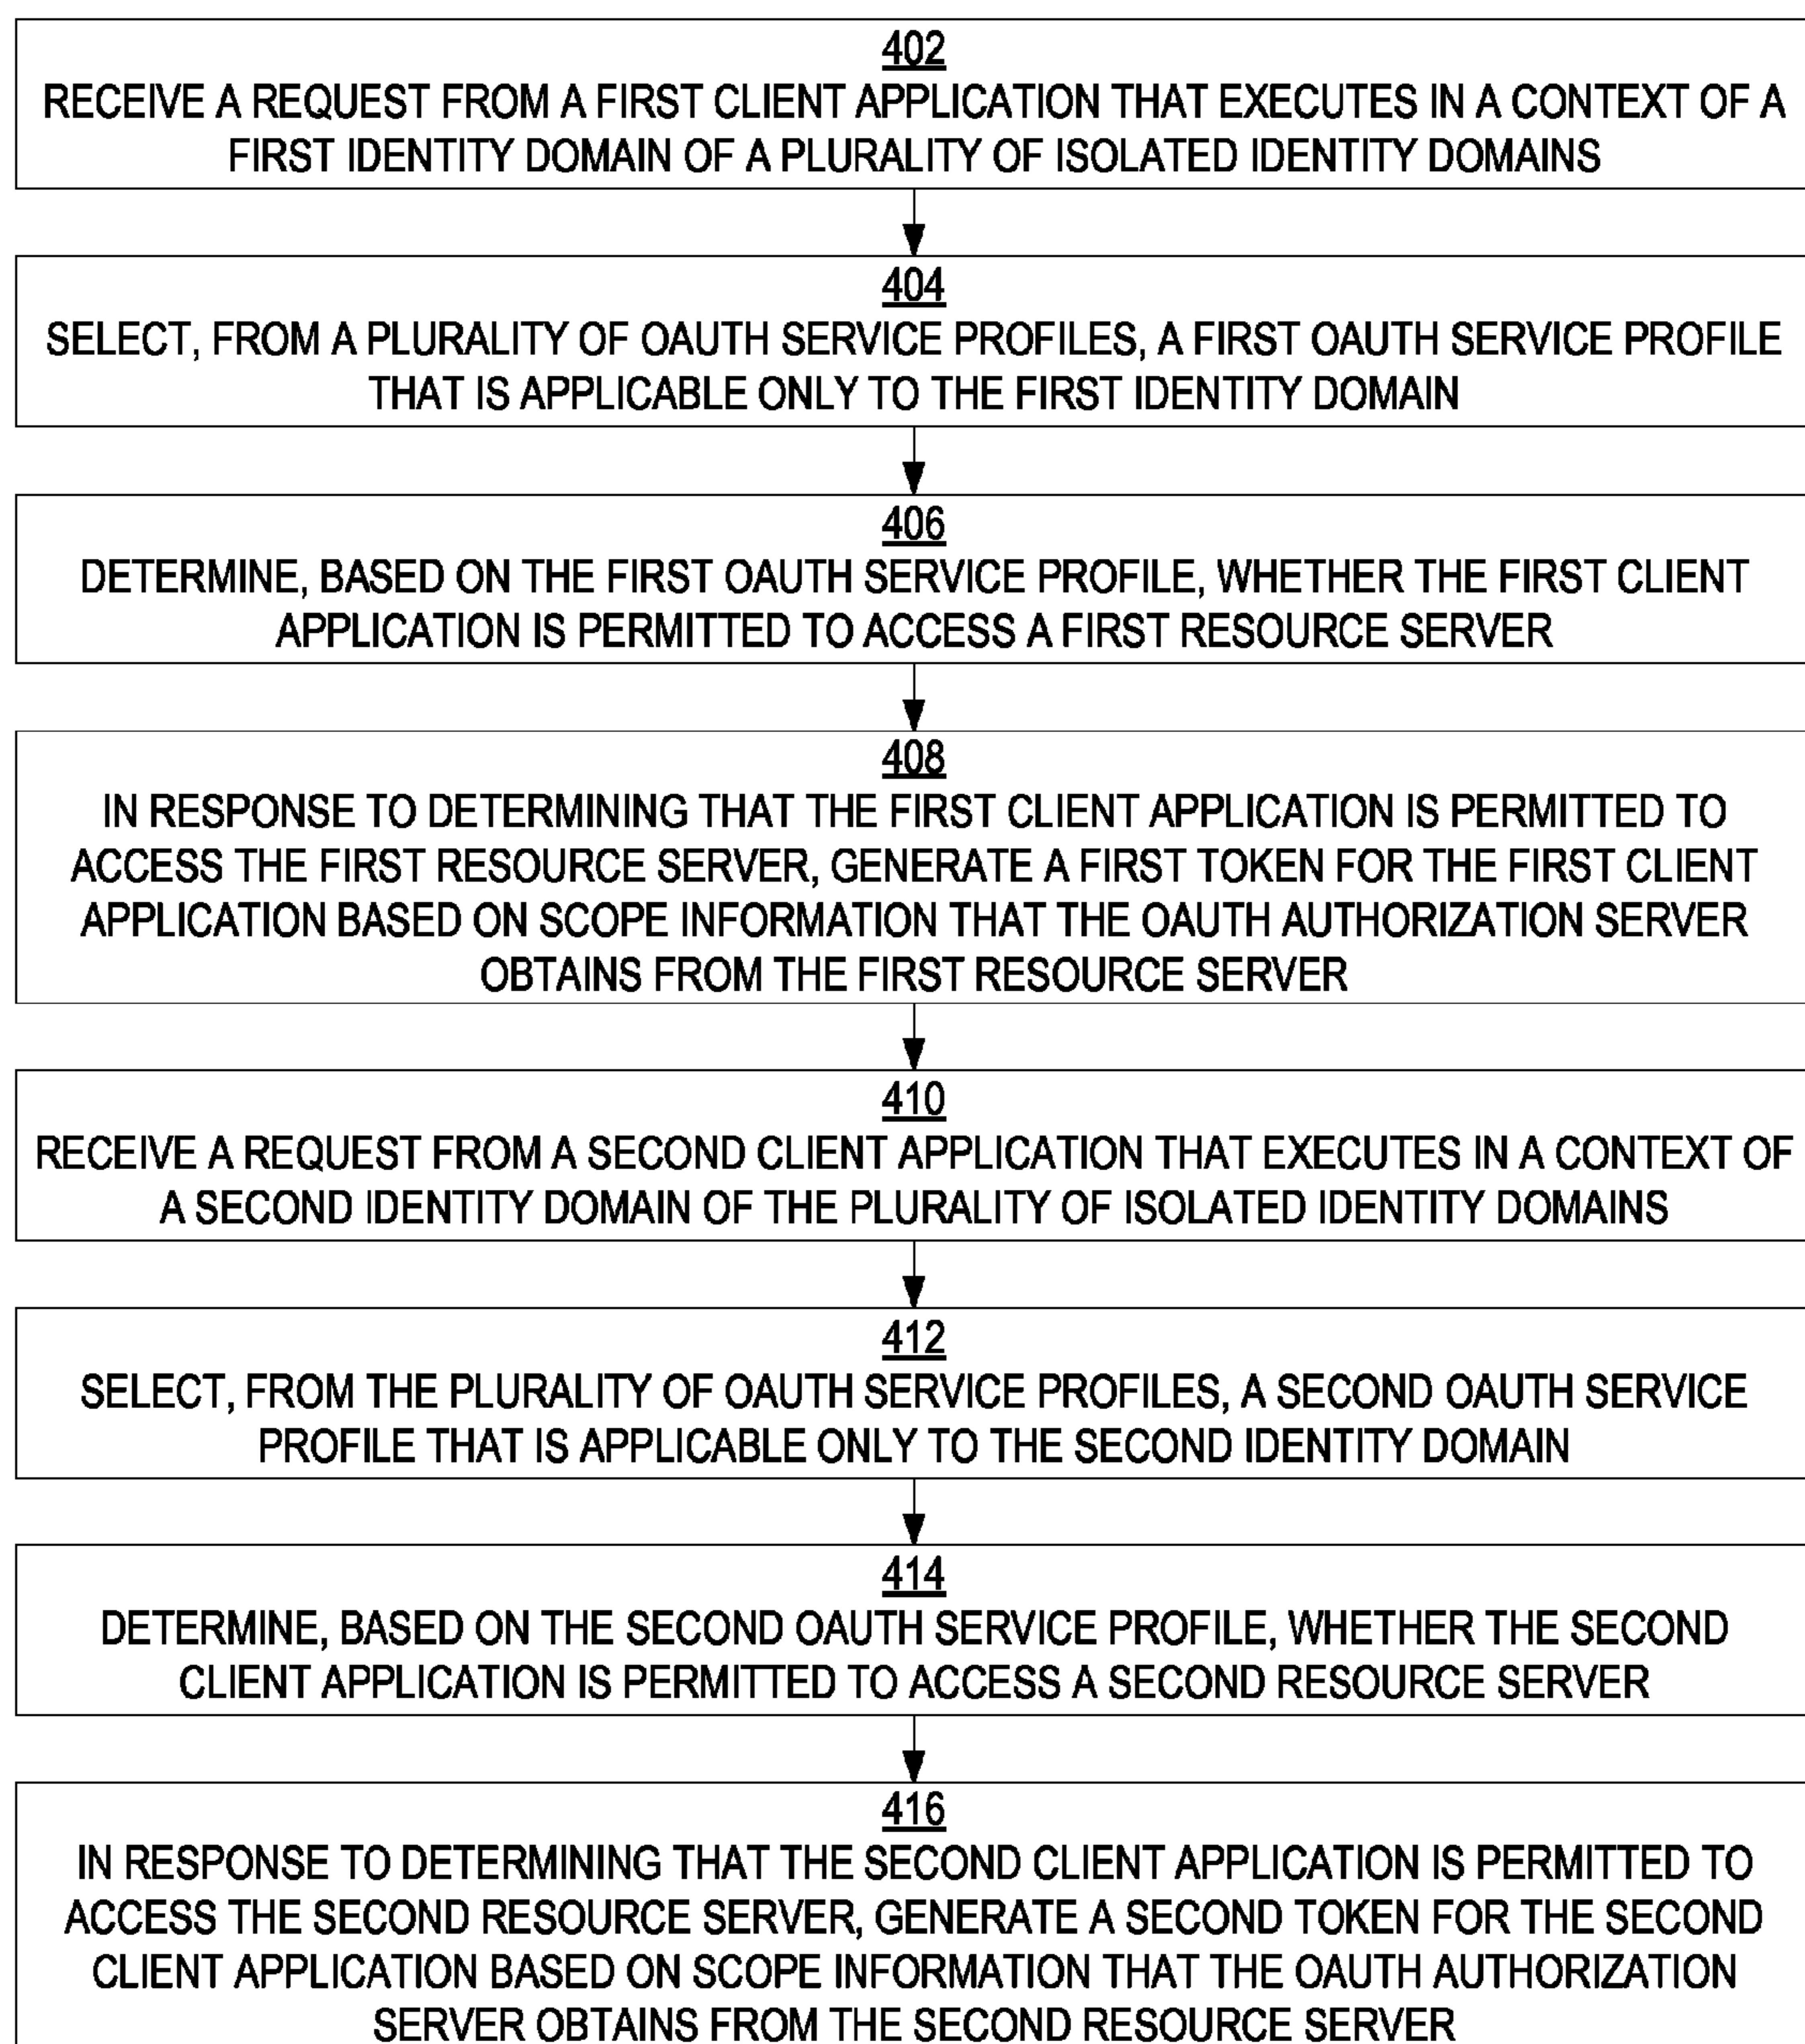 402
RECEIVE A REQUEST FROM A FIRST CLIENT APPLICATION THAT EXECUTES IN A CONTEXT OF A
FIRST IDENTITY DOMAIN OF A PLURALITY OF ISOLATED IDENTITY DOMAINS
404
SELECT, FROM A PLURALITY OF OAUTH SERVICE PROFILES, A FIRST OAUTH SERVICE PROFILE
THAT IS APPLICABLE ONLY TO THE FIRST IDENTITY DOMAIN
406
DETERMINE, BASED ON THE FIRST OAUTH SERVICE PROFILE, WHETHER THE FIRST CLIENT
APPLICATION IS PERMITTED TO ACCESS A FIRST RESOURCE SERVER
408
IN RESPONSE TO DETERMINING THAT THE FIRST CLIENT APPLICATION IS PERMITTED TO
ACCESS THE FIRST RESOURCE SERVER, GENERATE A FIRST TOKEN FOR THE FIRST CLIENT
APPLICATION BASED ON SCOPE INFORMATION THAT THE OAUTH AUTHORIZATION SERVER
OBTAINS FROM THE FIRST RESOURCE SERVER
410
RECEIVE A REQUEST FROM A SECOND CLIENT APPLICATION THAT EXECUTES IN A CONTEXT OF
A SECOND IDENTITY DOMAIN OF THE PLURALITY OF ISOLATED IDENTITY DOMAINS
412
SELECT, FROM THE PLURALITY OF OAUTH SERVICE PROFILES, A SECOND OAUTH SERVICE
PROFILE THAT IS APPLICABLE ONLY TO THE SECOND IDENTITY DOMAIN
414
DETERMINE, BASED ON THE SECOND OAUTH SERVICE PROFILE, WHETHER THE SECOND
CLIENT APPLICATION IS PERMITTED TO ACCESS A SECOND RESOURCE SERVER
416
IN RESPONSE TO DETERMINING THAT THE SECOND CLIENT APPLICATION IS PERMITTED TO
ACCESS THE SECOND RESOURCE SERVER, GENERATE A SECOND TOKEN FOR THE SECOND
CLIENT APPLICATION BASED ON SCOPE INFORMATION THAT THE OAUTH AUTHORIZATION
SERVER OBTAINS FROM THE SECOND RESOURCE SERVER